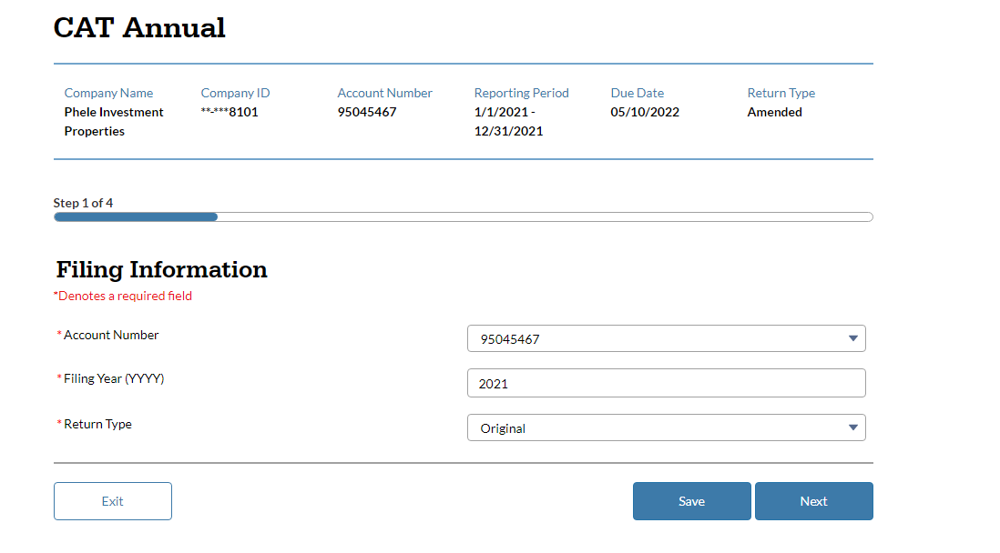 CAT Annual
Company Name
Company ID
Account Number
Reporting Period
Due Date
Return Type
Phele Investment
Properties
**-***8101
95045467
1/1/2021 -
12/31/2021
05/10/2022
Amended
Step 1 of 4
Filing Information
*Denotes a required field
*Account Number
95045467
*Filing Year (YYYY)
2021
*Return Type
Original
Exit
Save
Next